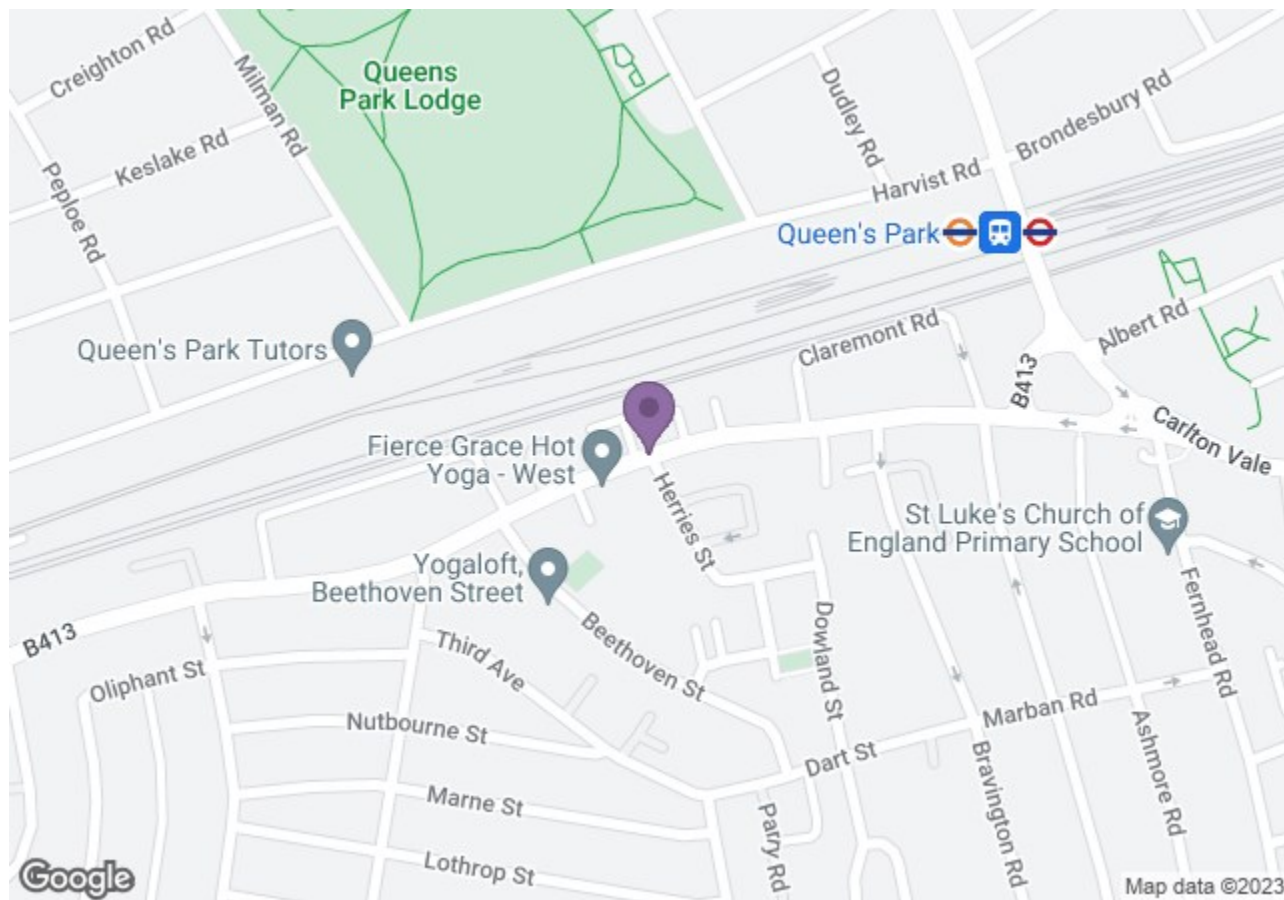 Creighton Rd
Milman Rd
Queens
Park Lodge
Dudley Rd
Brondesbury Rd
Keslake Rd
Peploe Rd
Harvist Rd
Queen's Park
Queen's Park Tutors
Claremont Rd
Albert Rd
B413
Carlton Vale
Fierce Grace Hot
Yoga - West
Herries St
St Luke's Church of
England Primary School
Yogaloft,
Beethoven Street
Beethoven St
Fernhead Rd
B413
Third Ave
Dowland St
Oliphant St
Marban Rd
Nutbourne St
Dart St
Ashmore Rd
Bravington Rd
Marne St
Parry Rd
Lothrop St
Google
Map data ©2023